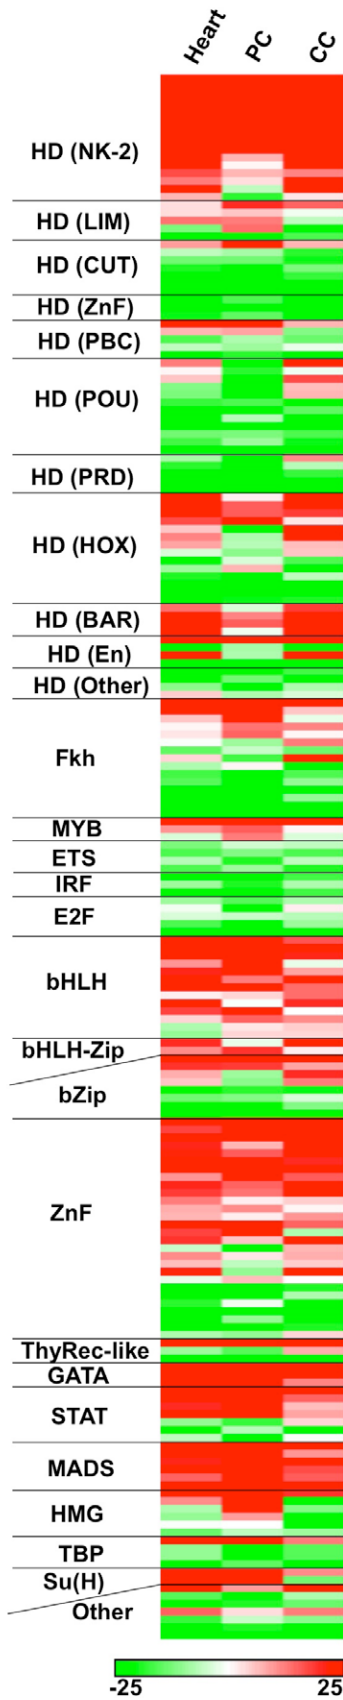 Heart PC CC
HD (NK-2)
HD (LIM)
HD (CUT)
HD (ZnF)
HD (PBC)
HD (POU)
HD (PRD)
HD (HOX)
HD (BAR)
HD (En)
HD (Other)
Fkh
MYB
ETS
IRF
E2F
bHLH
bHLH-Zip
bZip
ZnF
ThyRec-like
GATA
STAT
MADS
HMG
TBP
Su(H)
Other
-25 25